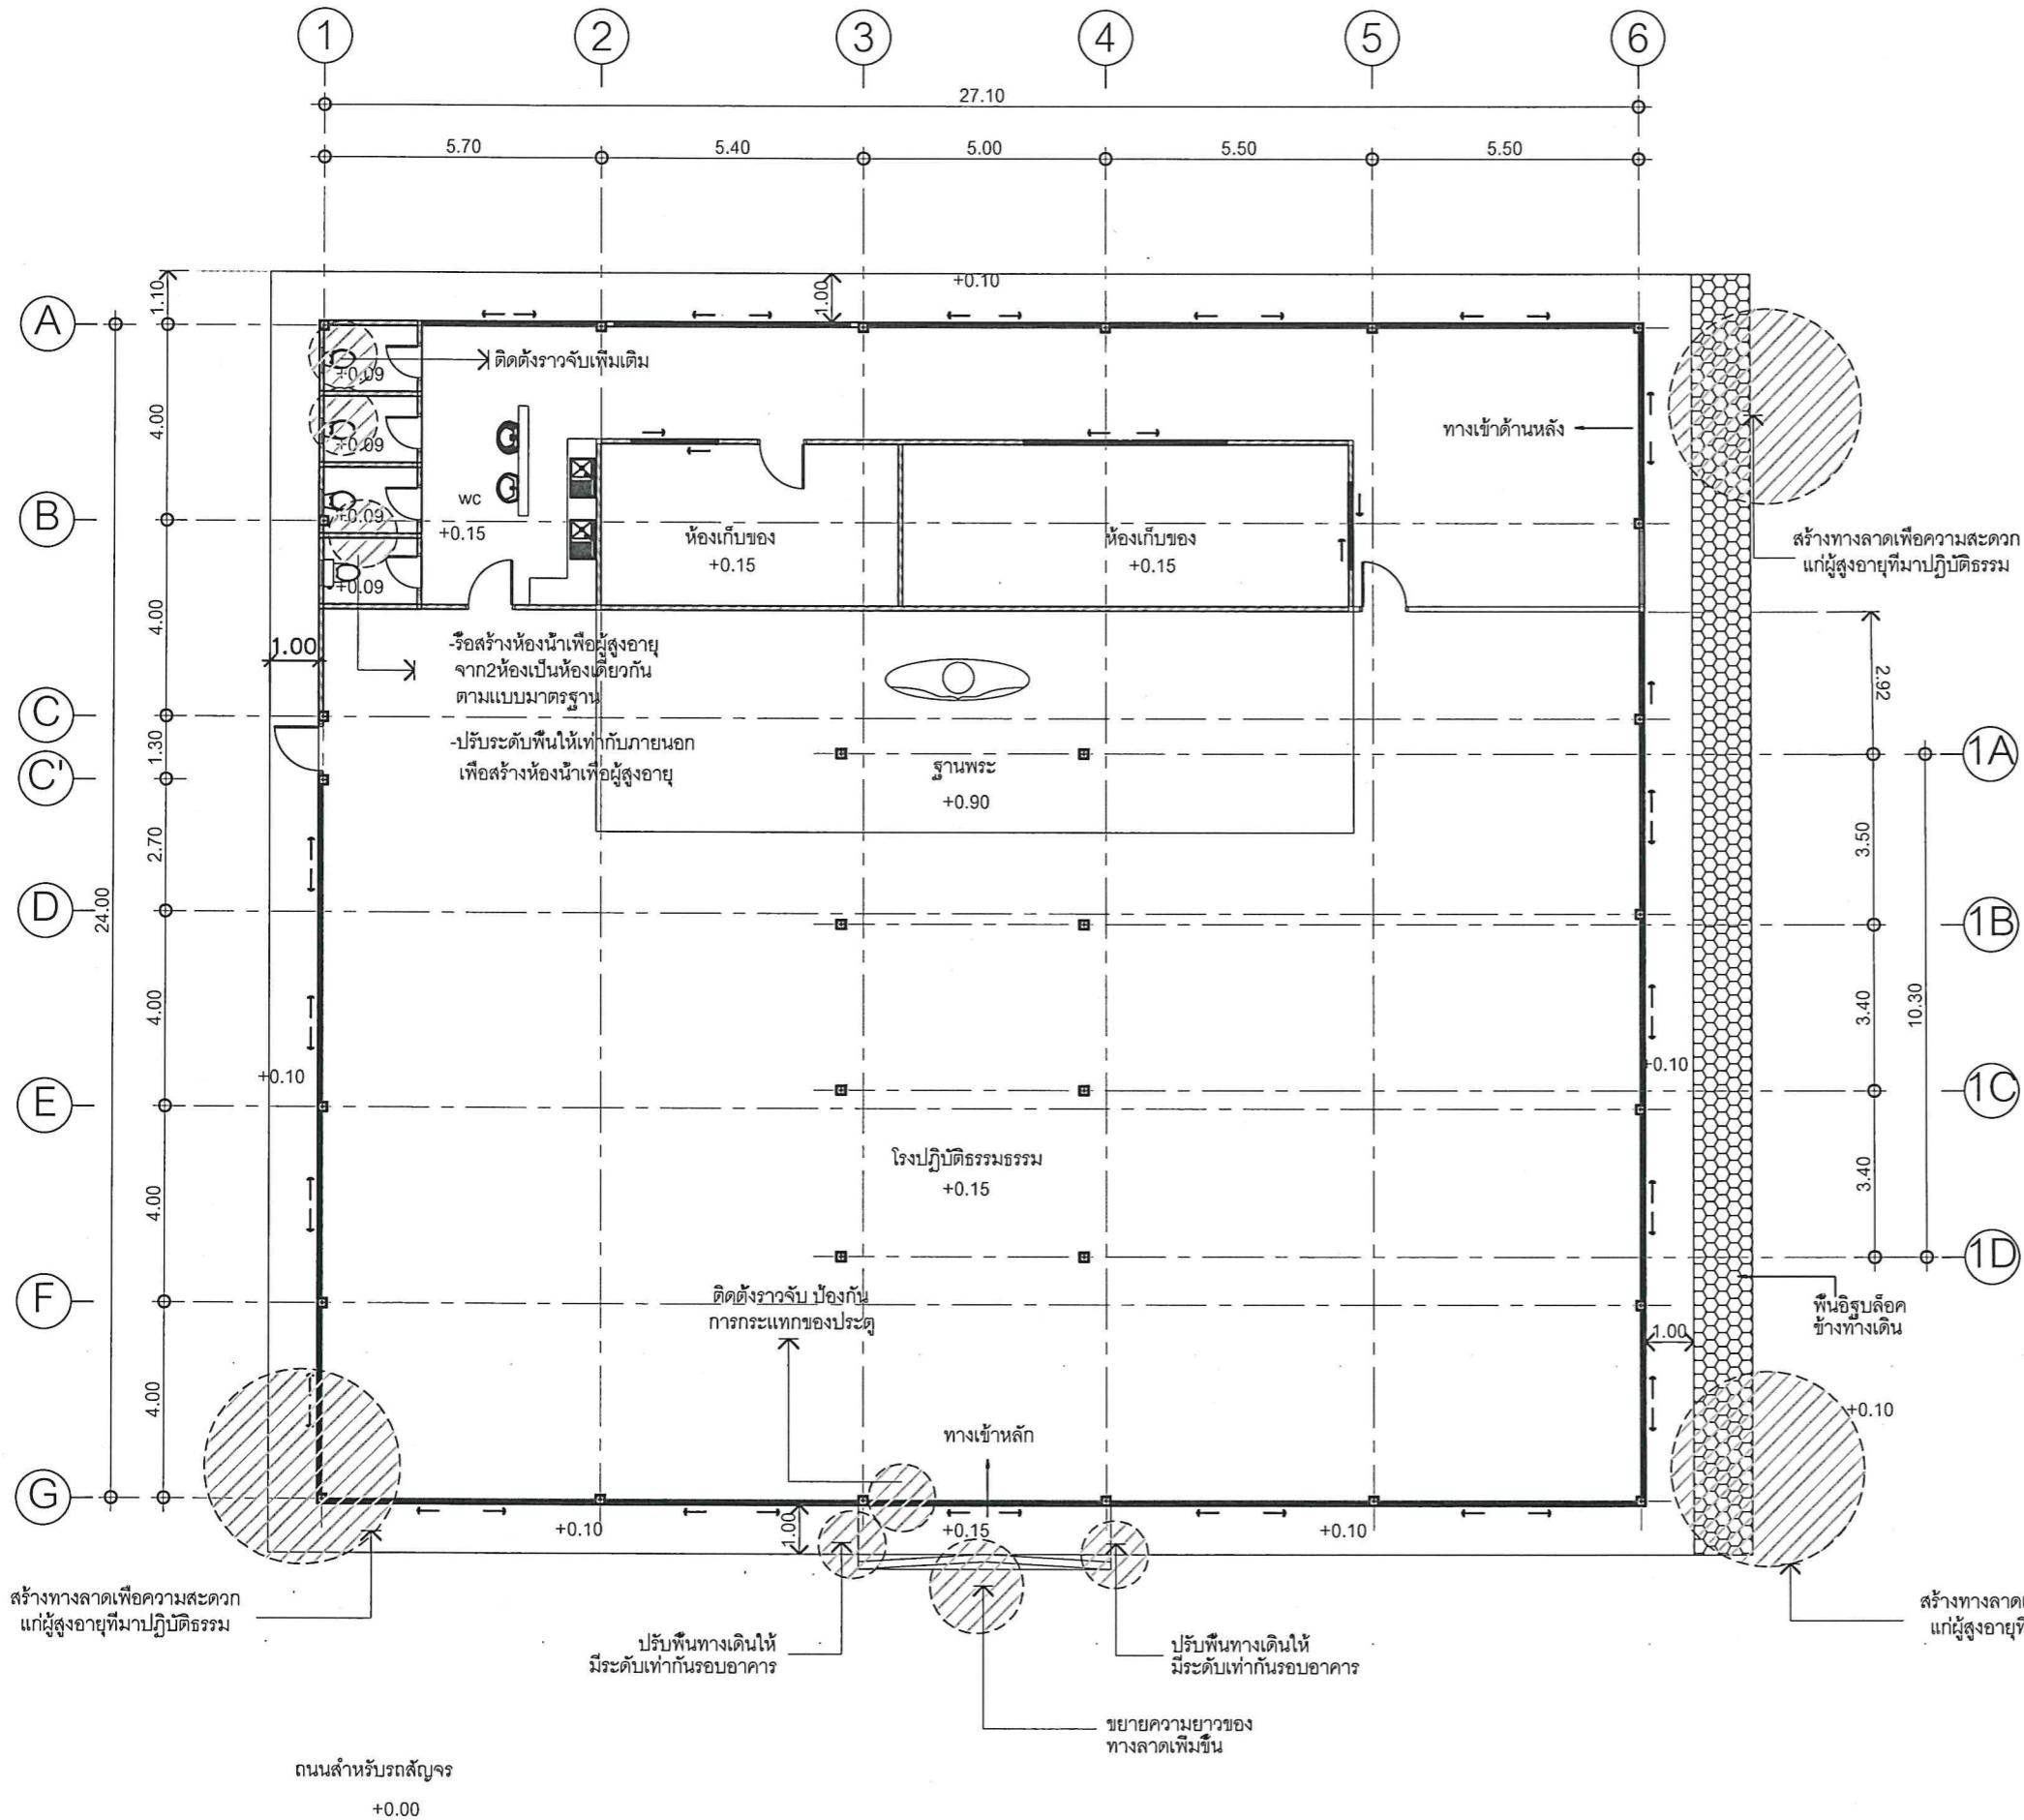 1 2 3 4 5 6
27.10
5.70 5.40 5.00 5.50 5.50
1.10
1.00
+0.10
A
ติดตั้งราวจับเพิ่มเติม
+0.09
4.00
+0.09
ทางเข้าด้านหลัง
wc
+0.15
+0.09
B
ห้องเก็บของ
+0.15
ห้องเก็บของ
+0.15
สร้างทางลาดเพื่อความสะดวก
แก่ผู้สูงอายุที่มาปฏิบัติธรรม
+0.09
4.00
1.00
-รื้อสร้างห้องน้ำเพื่อผู้สูงอายุ
จาก2ห้องเป็นห้องเดียวกัน
ตามแบบมาตรฐาน
2.92
C
-ปรับระดับพื้นให้เท่ากับภายนอก
เพื่อสร้างห้องน้ำเพื่อผู้สูงอายุ
1.30
C'
1A
ฐานพระ
+0.90
2.70
3.50
24.00
D
1B
4.00
3.40
10.30
+0.10
+0.10
E
1C
โรงปฏิบัติธรรมธรรม
+0.15
4.00
3.40
1D
F
ติดตั้งราวจับ ป้องกัน
การกระแทกของประตู
พื้นอิฐบล็อค
ข้างทางเดิน
1.00
4.00
+0.10
ทางเข้าหลัก
G
+0.10
1.00
+0.15
+0.10
สร้างทางลาดเพื่อความสะดวก
แก่ผู้สูงอายุที่มาปฏิบัติธรรม
สร้างทางลาดเ
แก่ผู้สูงอายุที
ปรับพื้นทางเดินให้
มีระดับเท่ากันรอบอาคาร
ปรับพื้นทางเดินให้
มีระดับเท่ากันรอบอาคาร
ขยายความยาวของ
ทางลาดเพิ่มขึ้น
ถนนสำหรับรถสัญจร
+0.00